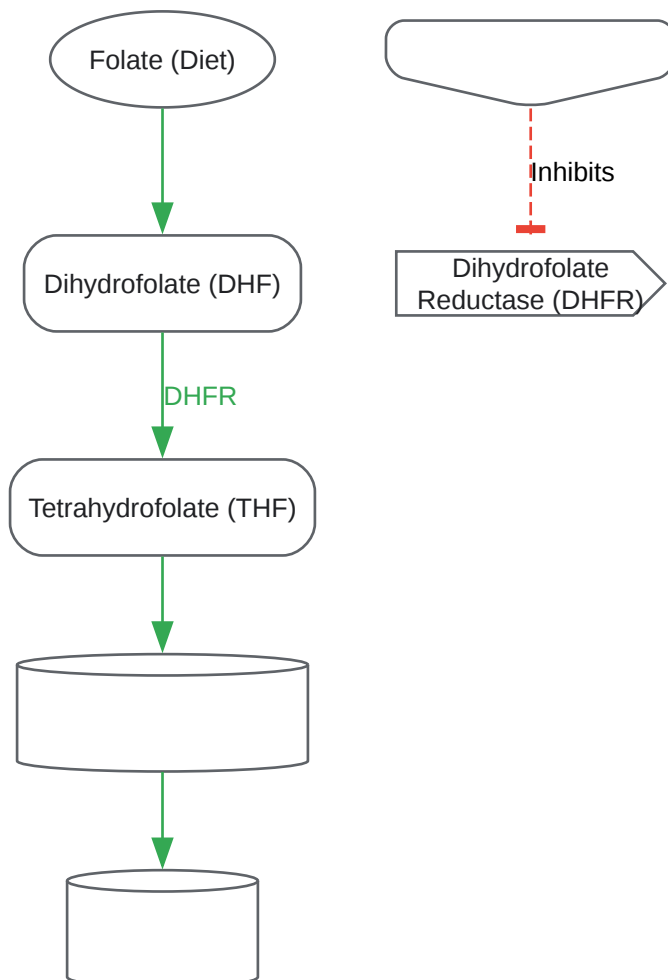 Folate (Diet)
Inhibits
Dihydrofolate (DHF)
Dihydrofolate
Reductase (DHFR)
DHFR
Tetrahydrofolate (THF)